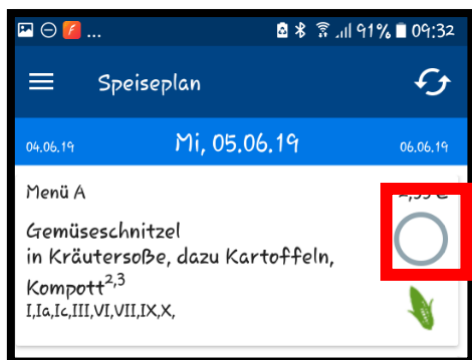 ... 91% 09:32
Speiseplan
04.06.19 Mi, 05.06.19 06.06.19
Menü A
Gemüseschnitzel
in Kräutersoße, dazu Kartoffeln,
Kompott2,3
I,Ia,Ic,III,VI,VII,IX,X,